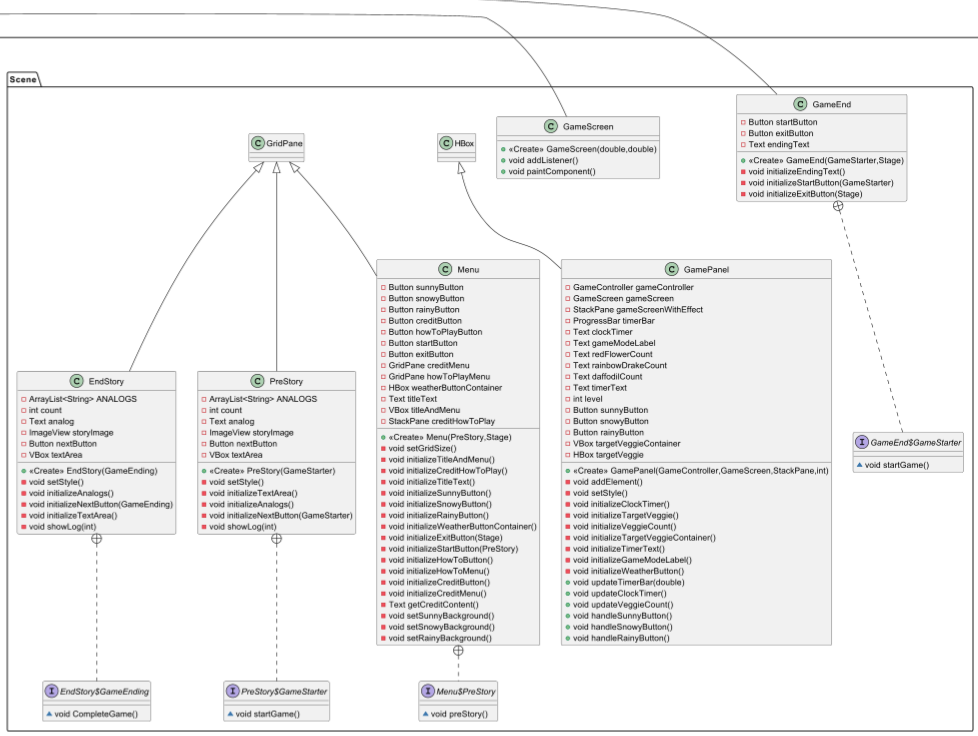 Scene
C GameEnd
Button startButton
Button exitButton
Text endingText
«Create» GameEnd(GameStarter,Stage)
void initializeEndingText()
void initializeStartButton(GameStarter)
void initializeExitButton(Stage)
C GameScreen
«Create» GameScreen(double,double)
void addListener()
void paintComponent()
C GridPane
C HBox
C Menu
Button sunnyButton
Button snowyButton
Button rainyButton
Button creditButton
Button howToPlayButton
Button startButton
Button exitButton
GridPane creditMenu
GridPane howToPlayMenu
HBox weatherButtonContainer
Text titleText
VBox titleAndMenu
StackPane creditHowToPlay
«Create» Menu(PreStory,Stage)
void setGridSize()
void initializeTitleAndMenu()
void initializeCreditHowToPlay()
void initializeTitleText()
void initializeSunnyButton()
void initializeSnowyButton()
void initializeRainyButton()
void initializeWeatherButtonContainer()
void initializeExitButton(Stage)
void initializeStartButton(PreStory)
void initializeHowToButton()
void initializeHowToMenu()
void initializeCreditButton()
void initializeCreditMenu()
Text getCreditContent()
void setSunnyBackground()
void setSnowyBackground()
void setRainyBackground()
C GamePanel
GameController gameController
GameScreen gameScreen
StackPane gameScreenWithEffect
ProgressBar timerBar
Text clockTimer
Text gameModeLabel
Text redFlowerCount
Text rainbowDrakeCount
Text daffodilCount
Text timerText
int level
Button sunnyButton
Button snowyButton
Button rainyButton
VBox targetVeggieContainer
HBox targetVeggie
«Create» GamePanel(GameController,GameScreen,StackPane,int)
void addElement()
void setStyle()
void initializeClockTimer()
void initializeTargetVeggie()
void initializeVeggieCount()
void initializeTargetVeggieContainer()
void initializeTimerText()
void initializeGameModeLabel()
void initializeWeatherButton()
void updateTimerBar(double)
void updateClockTimer()
void updateVeggieCount()
void handleSunnyButton()
void handleSnowyButton()
void handleRainyButton()
C EndStory
ArrayList<String> ANALOGS
int count
Text analog
ImageView storyImage
Button nextButton
VBox textArea
«Create» EndStory(GameEnding)
void setStyle()
void initializeAnalogs()
void initializeNextButton(GameEnding)
void initializeTextArea()
void showLog(int)
C PreStory
ArrayList<String> ANALOGS
int count
Text analog
ImageView storyImage
Button nextButton
VBox textArea
«Create» PreStory(GameStarter)
void setStyle()
void initializeTextArea()
void initializeAnalogs()
void initializeNextButton(GameStarter)
void showLog(int)
I GameEnd$GameStarter
void startGame()
I EndStory$GameEnding
void CompleteGame()
I PreStory$GameStarter
void startGame()
I Menu$PreStory
void preStory()